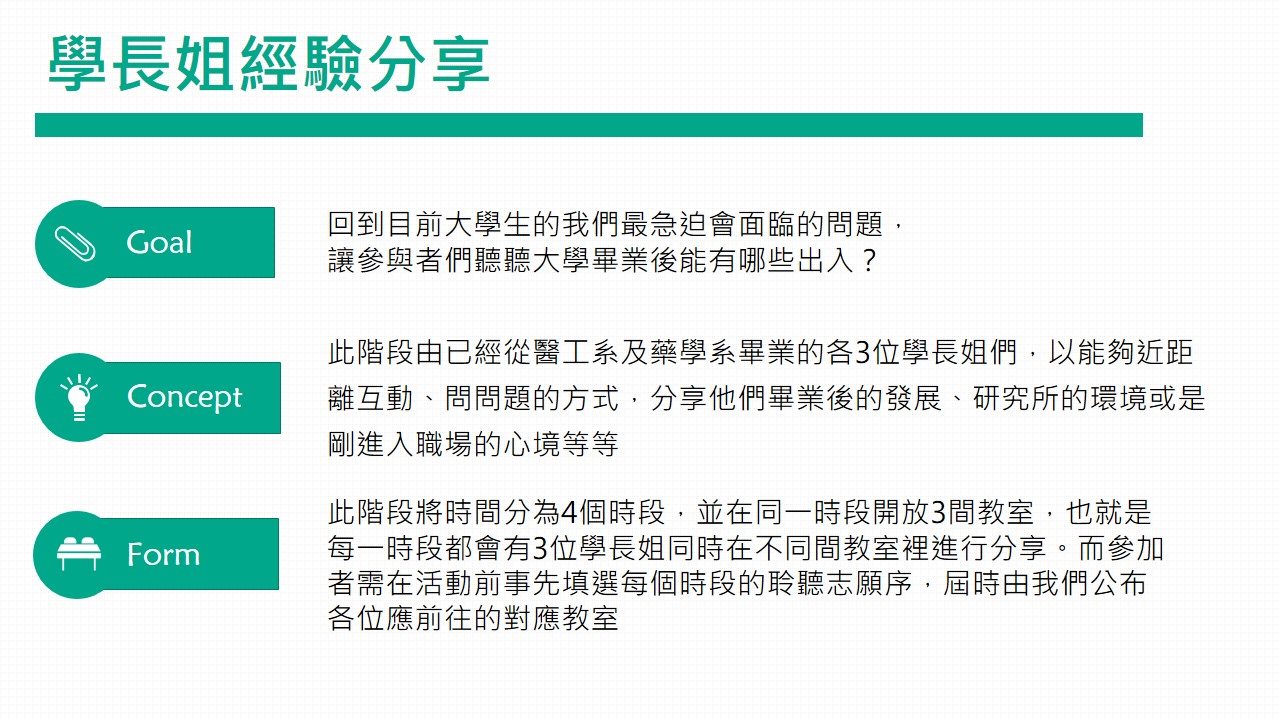 學長姐經驗分享
Goal
回到目前大學生的我們最急迫會面臨的問題，
讓參與者們聽聽大學畢業後能有哪些出入？
Concept
此階段由已經從醫工系及藥學系畢業的各3位學長姐們，以能夠近距
離互動、問問題的方式，分享他們畢業後的發展、研究所的環境或是
剛進入職場的心境等等
Form
此階段將時間分為4個時段，並在同一時段開放3間教室，也就是
每一時段都會有3位學長姐同時在不同間教室裡進行分享。而參加
者需在活動前事先填選每個時段的聆聽志願序，屆時由我們公布
各位應前往的對應教室